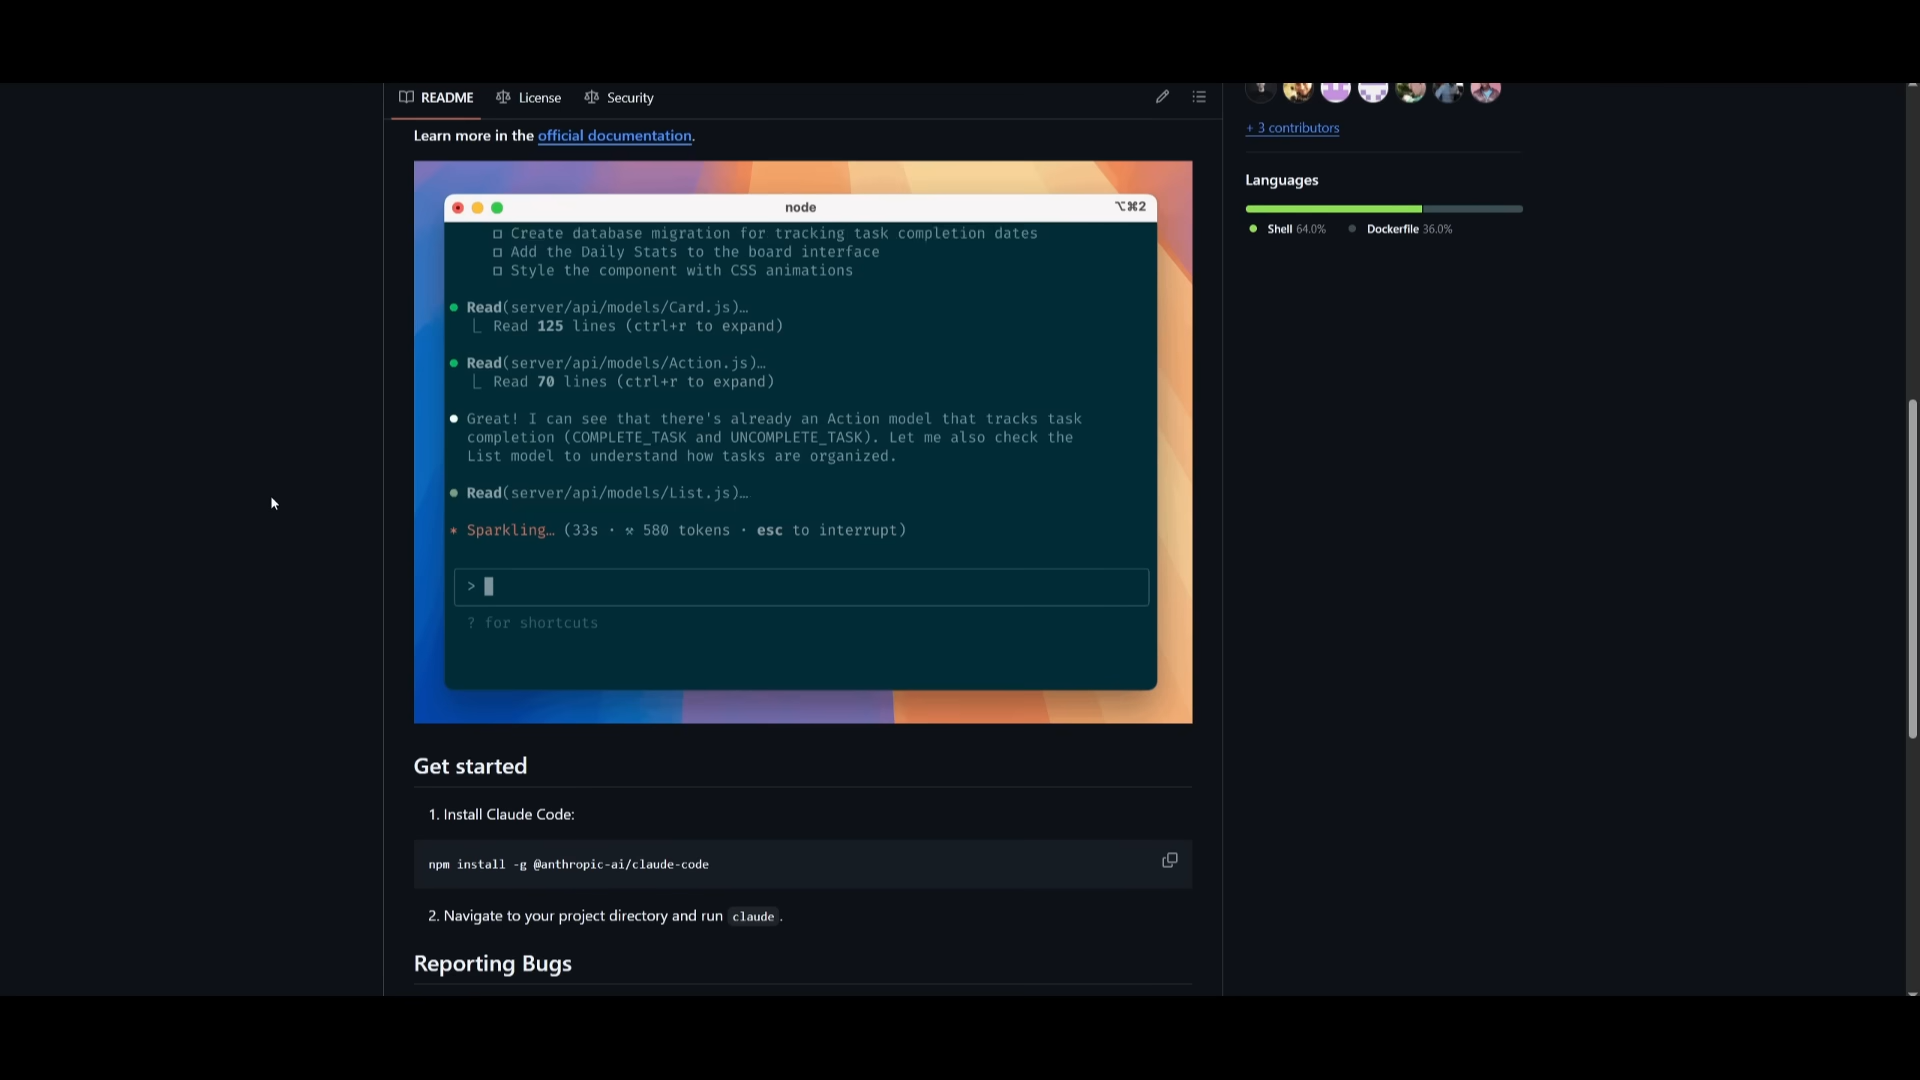 README License Security
+ 3 contributors
Learn more in the official documentation.
Languages
Shell 64.0% Dockerfile 36.0%
node ⌥⌘2
□ Create database migration for tracking task completion dates
□ Add the Daily Stats to the board interface
□ Style the component with CSS animations
● Read(server/api/models/Card.js)…
⎣ Read 125 lines (ctrl+r to expand)
● Read(server/api/models/Action.js)…
⎣ Read 70 lines (ctrl+r to expand)
● Great! I can see that there's already an Action model that tracks task
completion (COMPLETE_TASK and UNCOMPLETE_TASK). Let me also check the
List model to understand how tasks are organized.
● Read(server/api/models/List.js)…
* Sparkling… (33s · ⚒ 580 tokens · esc to interrupt)
>
? for shortcuts
Get started
1. Install Claude Code:
npm install -g @anthropic-ai/claude-code
2. Navigate to your project directory and run claude.
Reporting Bugs